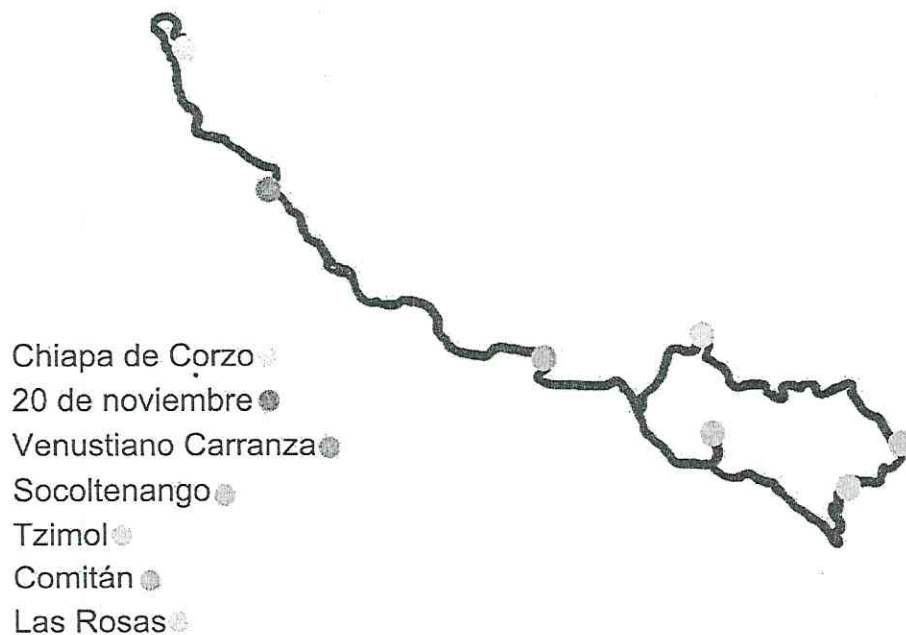 Chiapa de Corzo
20 de noviembre
Venustiano Carranza
Socoltenango
Tzimol
Comitán
Las Rosas